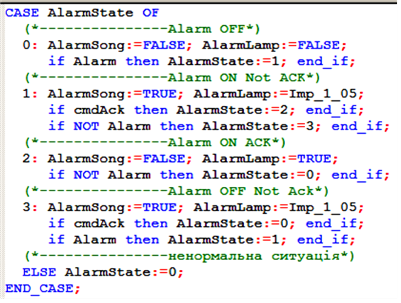 CASE AlarmState OF
(*---------------Alarm OFF*)
0: AlarmSong:=FALSE; AlarmLamp:=FALSE;
if Alarm then AlarmState:=1; end_if;
(*---------------Alarm ON Not ACK*)
1: AlarmSong:=TRUE; AlarmLamp:=Imp_1_05;
if cmdAck then AlarmState:=2; end_if;
if NOT Alarm then AlarmState:=3; end_if;
(*---------------Alarm ON ACK*)
2: AlarmSong:=FALSE; AlarmLamp:=TRUE;
if NOT Alarm then AlarmState:=0; end_if;
(*---------------Alarm OFF Not Ack*)
3: AlarmSong:=TRUE; AlarmLamp:=Imp_1_05;
if cmdAck then AlarmState:=0; end_if;
if Alarm then AlarmState:=1; end_if;
(*---------------ненормальна ситуація*)
ELSE AlarmState:=0;
END_CASE;